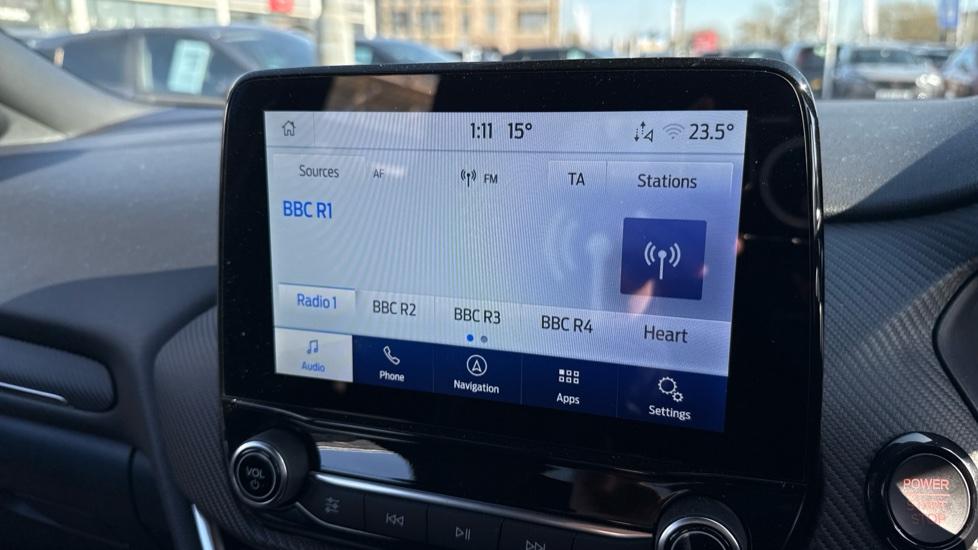 1:11 15° 23.5°
Sources AF FM TA Stations
BBC R1
Radio 1 BBC R2 BBC R3 BBC R4 Heart
Audio Phone Navigation Apps Settings
VOL
POWER
START
STOP